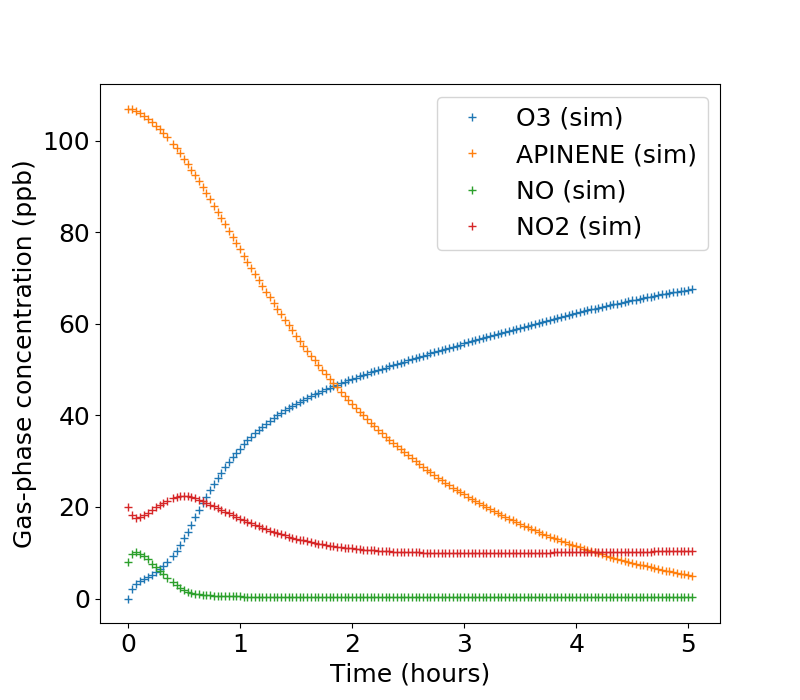 Gas-phase concentration (ppb)
100
80
60
40
20
0
O3 (sim)
APINENE (sim)
NO (sim)
NO2 (sim)
0 1 2 3 4 5
Time (hours)